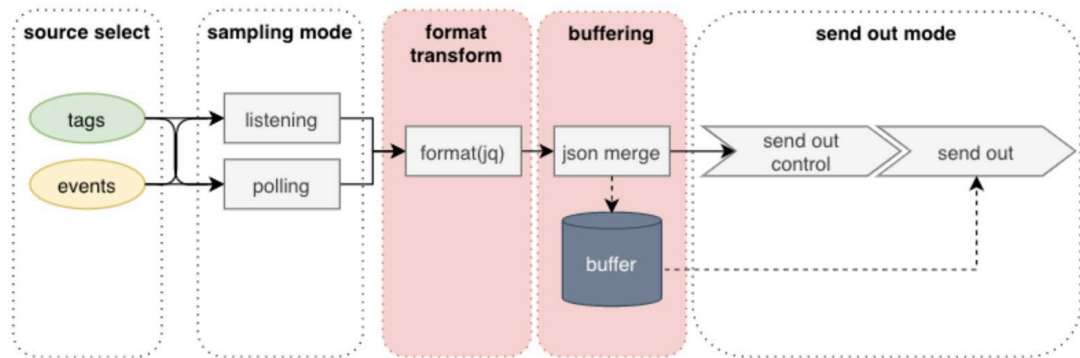 source select
sampling mode
format
transform
buffering
send out mode
tags
events
listening
polling
format(jq)
json merge
buffer
send out
control
send out